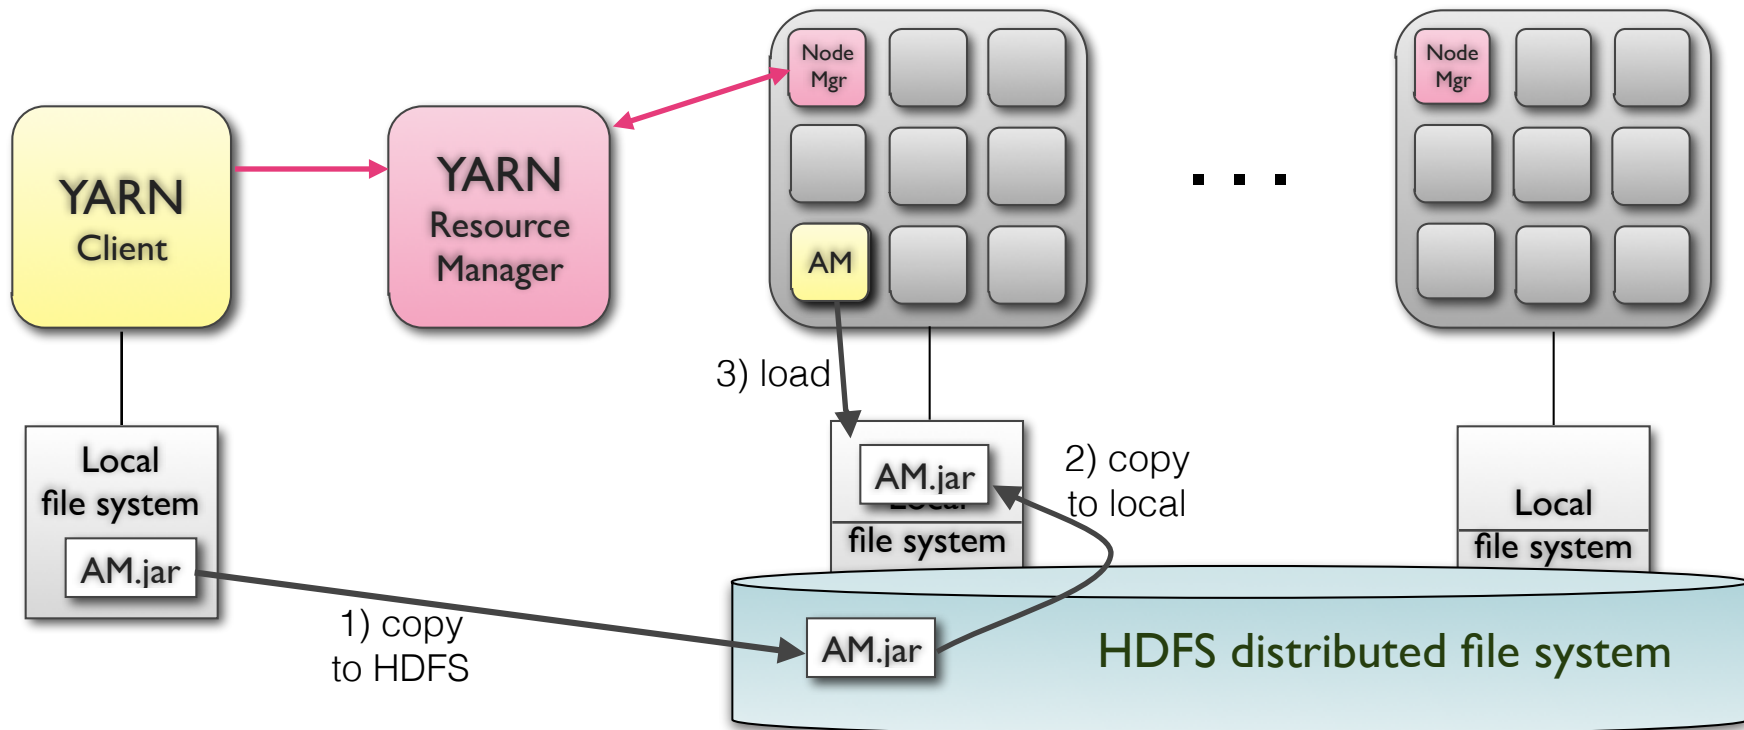 YARN
Client
YARN
Resource
Manager
Node
Mgr
AM
. . .
Node
Mgr
3) load
Local
file system
AM.jar
1) copy
to HDFS
AM.jar
Local
file system
2) copy
to local
Local
file system
AM.jar
HDFS distributed file system